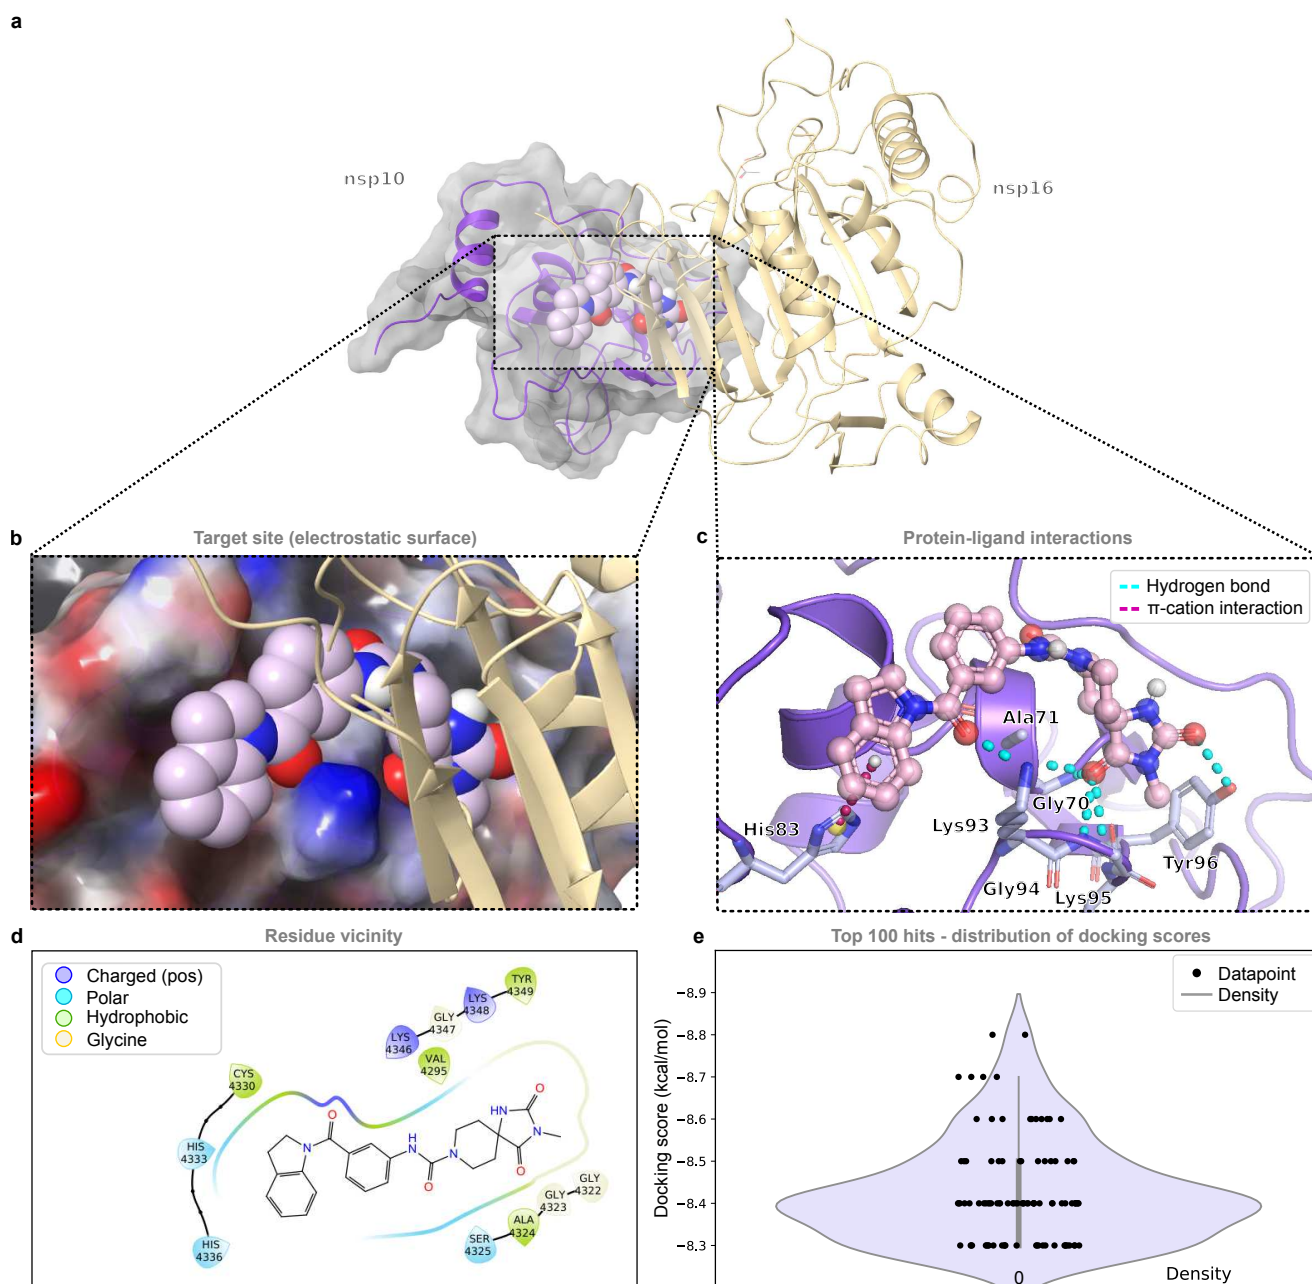 a
nsp10
nsp16
b
Target site (electrostatic surface)
c
Protein-ligand interactions
Hydrogen bond
π-cation interaction
Ala71
His83
Gly70
Lys93
Gly94
Lys95
Tyr96
d
Residue vicinity
Charged (pos)
Polar
Hydrophobic
Glycine
TYR
4349
LYS
4348
GLY
4347
LYS
4346
VAL
4295
CYS
4330
HIS
4333
HIS
4336
O
N
H
N
O
N
HN
O
N
O
GLY
4322
GLY
4323
ALA
4324
SER
4325
e
Top 100 hits - distribution of docking scores
Datapoint
Density
Docking score (kcal/mol)
−8.9
−8.8
−8.7
−8.6
−8.5
−8.4
−8.3
0
Density